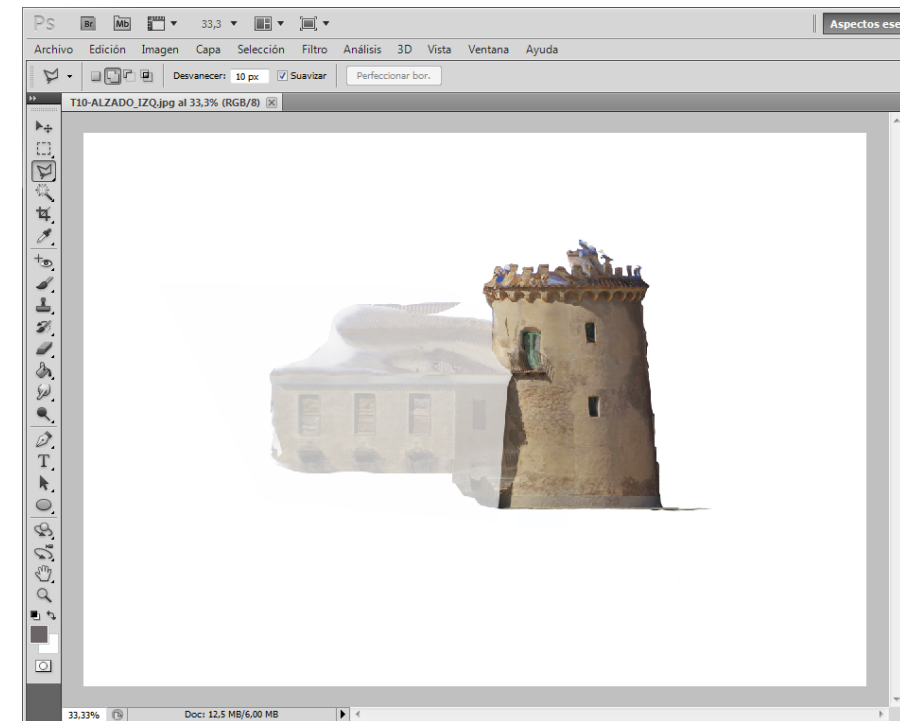 Ps Br Mb 33,3 Aspectos ese
Archivo Edición Imagen Capa Selección Filtro Análisis 3D Vista Ventana Ayuda
Desvanecer: 10 px Suavizar Perfeccionar bor.
T10-ALZADO_IZQ.jpg al 33,3% (RGB/8)
T
33,33% Doc: 12,5 MB/6,00 MB